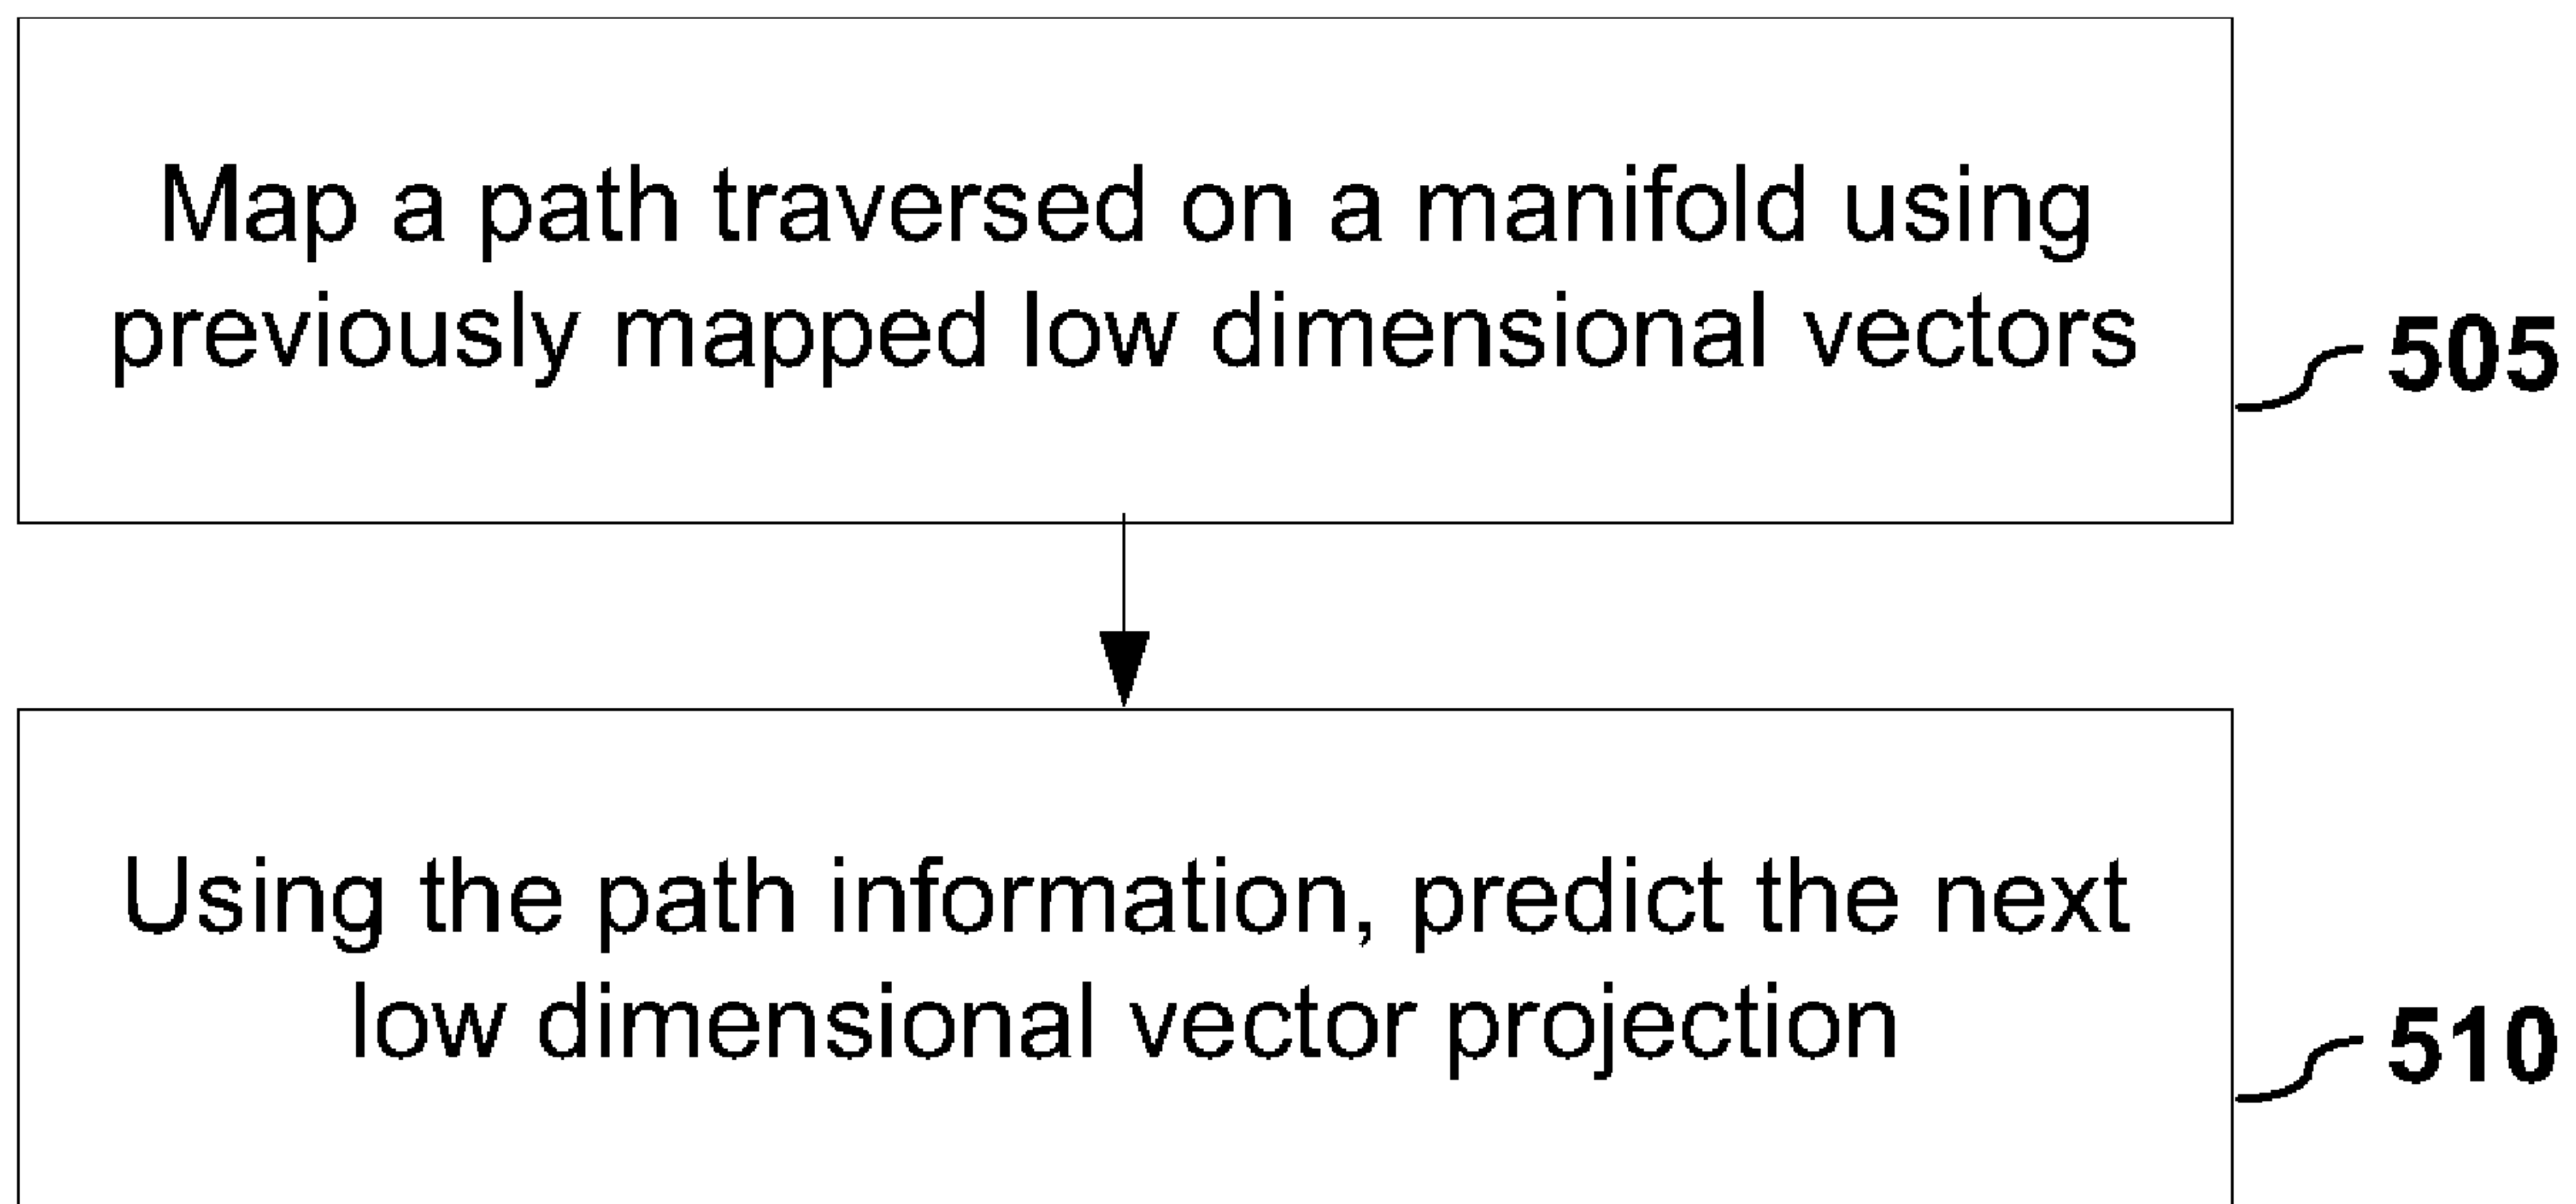 Map a path traversed on a manifold using
previously mapped low dimensional vectors
505
Using the path information, predict the next
low dimensional vector projection
510